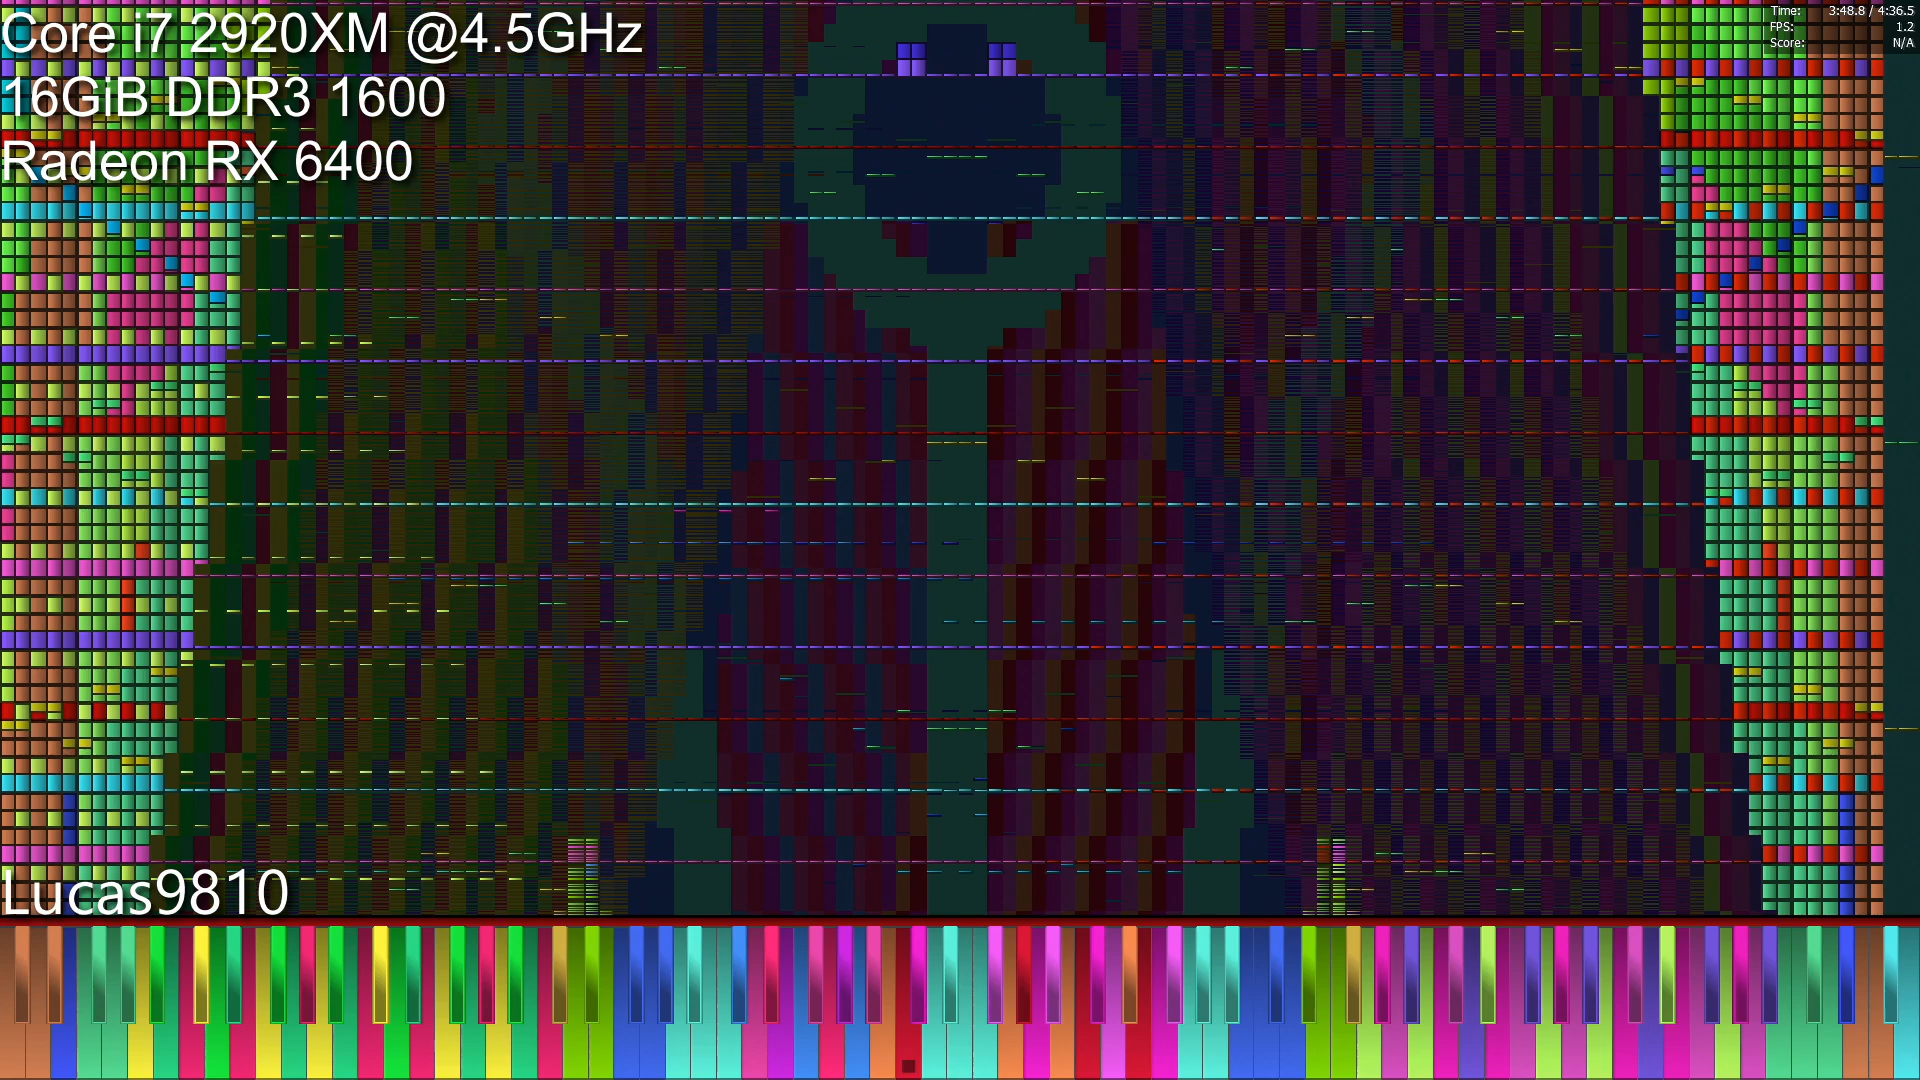 Core i7 2920XM @4.5GHz
16GiB DDR3 1600
Radeon RX 6400
Time: 3:48.8 / 4:36.5
FPS: 1.2
Score: N/A
Lucas9810